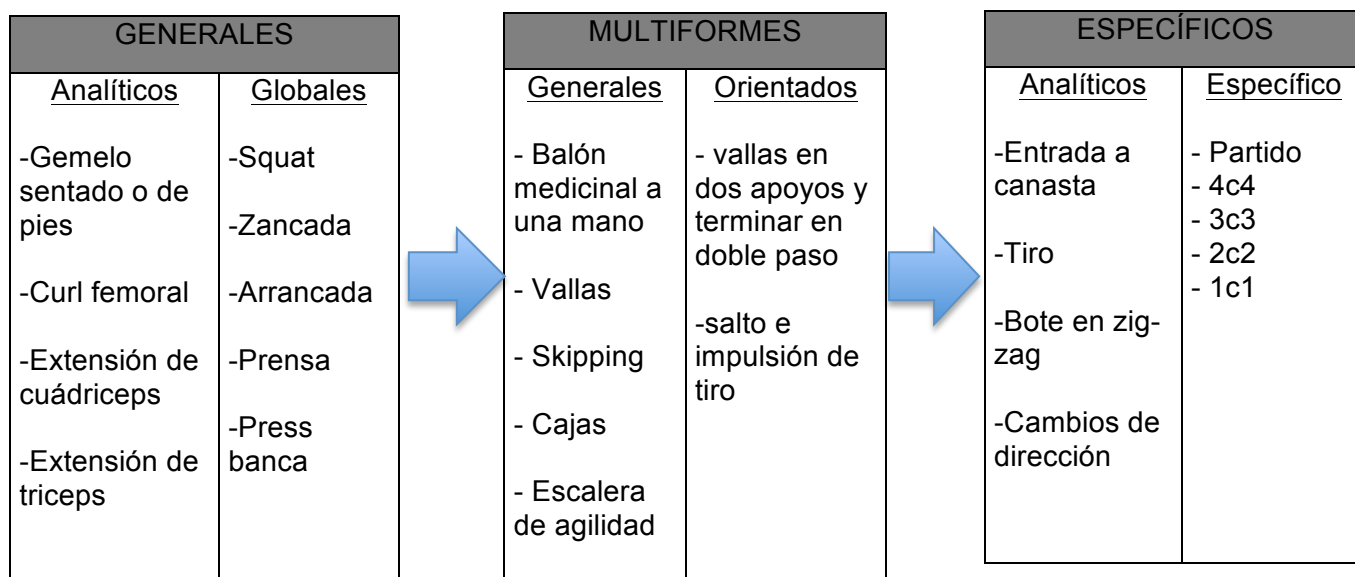 GENERALES
Analíticos
-Gemelo
sentado o de
pies
-Curl femoral
-Extensión de
cuádriceps
-Extensión de
triceps
Globales
-Squat
-Zancada
-Arrancada
-Prensa
-Press
banca
MULTIFORMES
Generales
- Balón
medicinal a
una mano
- Vallas
- Skipping
- Cajas
- Escalera
de agilidad
Orientados
- vallas en
dos apoyos y
terminar en
doble paso
-salto e
impulsión de
tiro
ESPECÍFICOS
Analíticos
-Entrada a
canasta
-Tiro
-Bote en zig-
zag
-Cambios de
dirección
Específico
- Partido
- 4c4
- 3c3
- 2c2
- 1c1